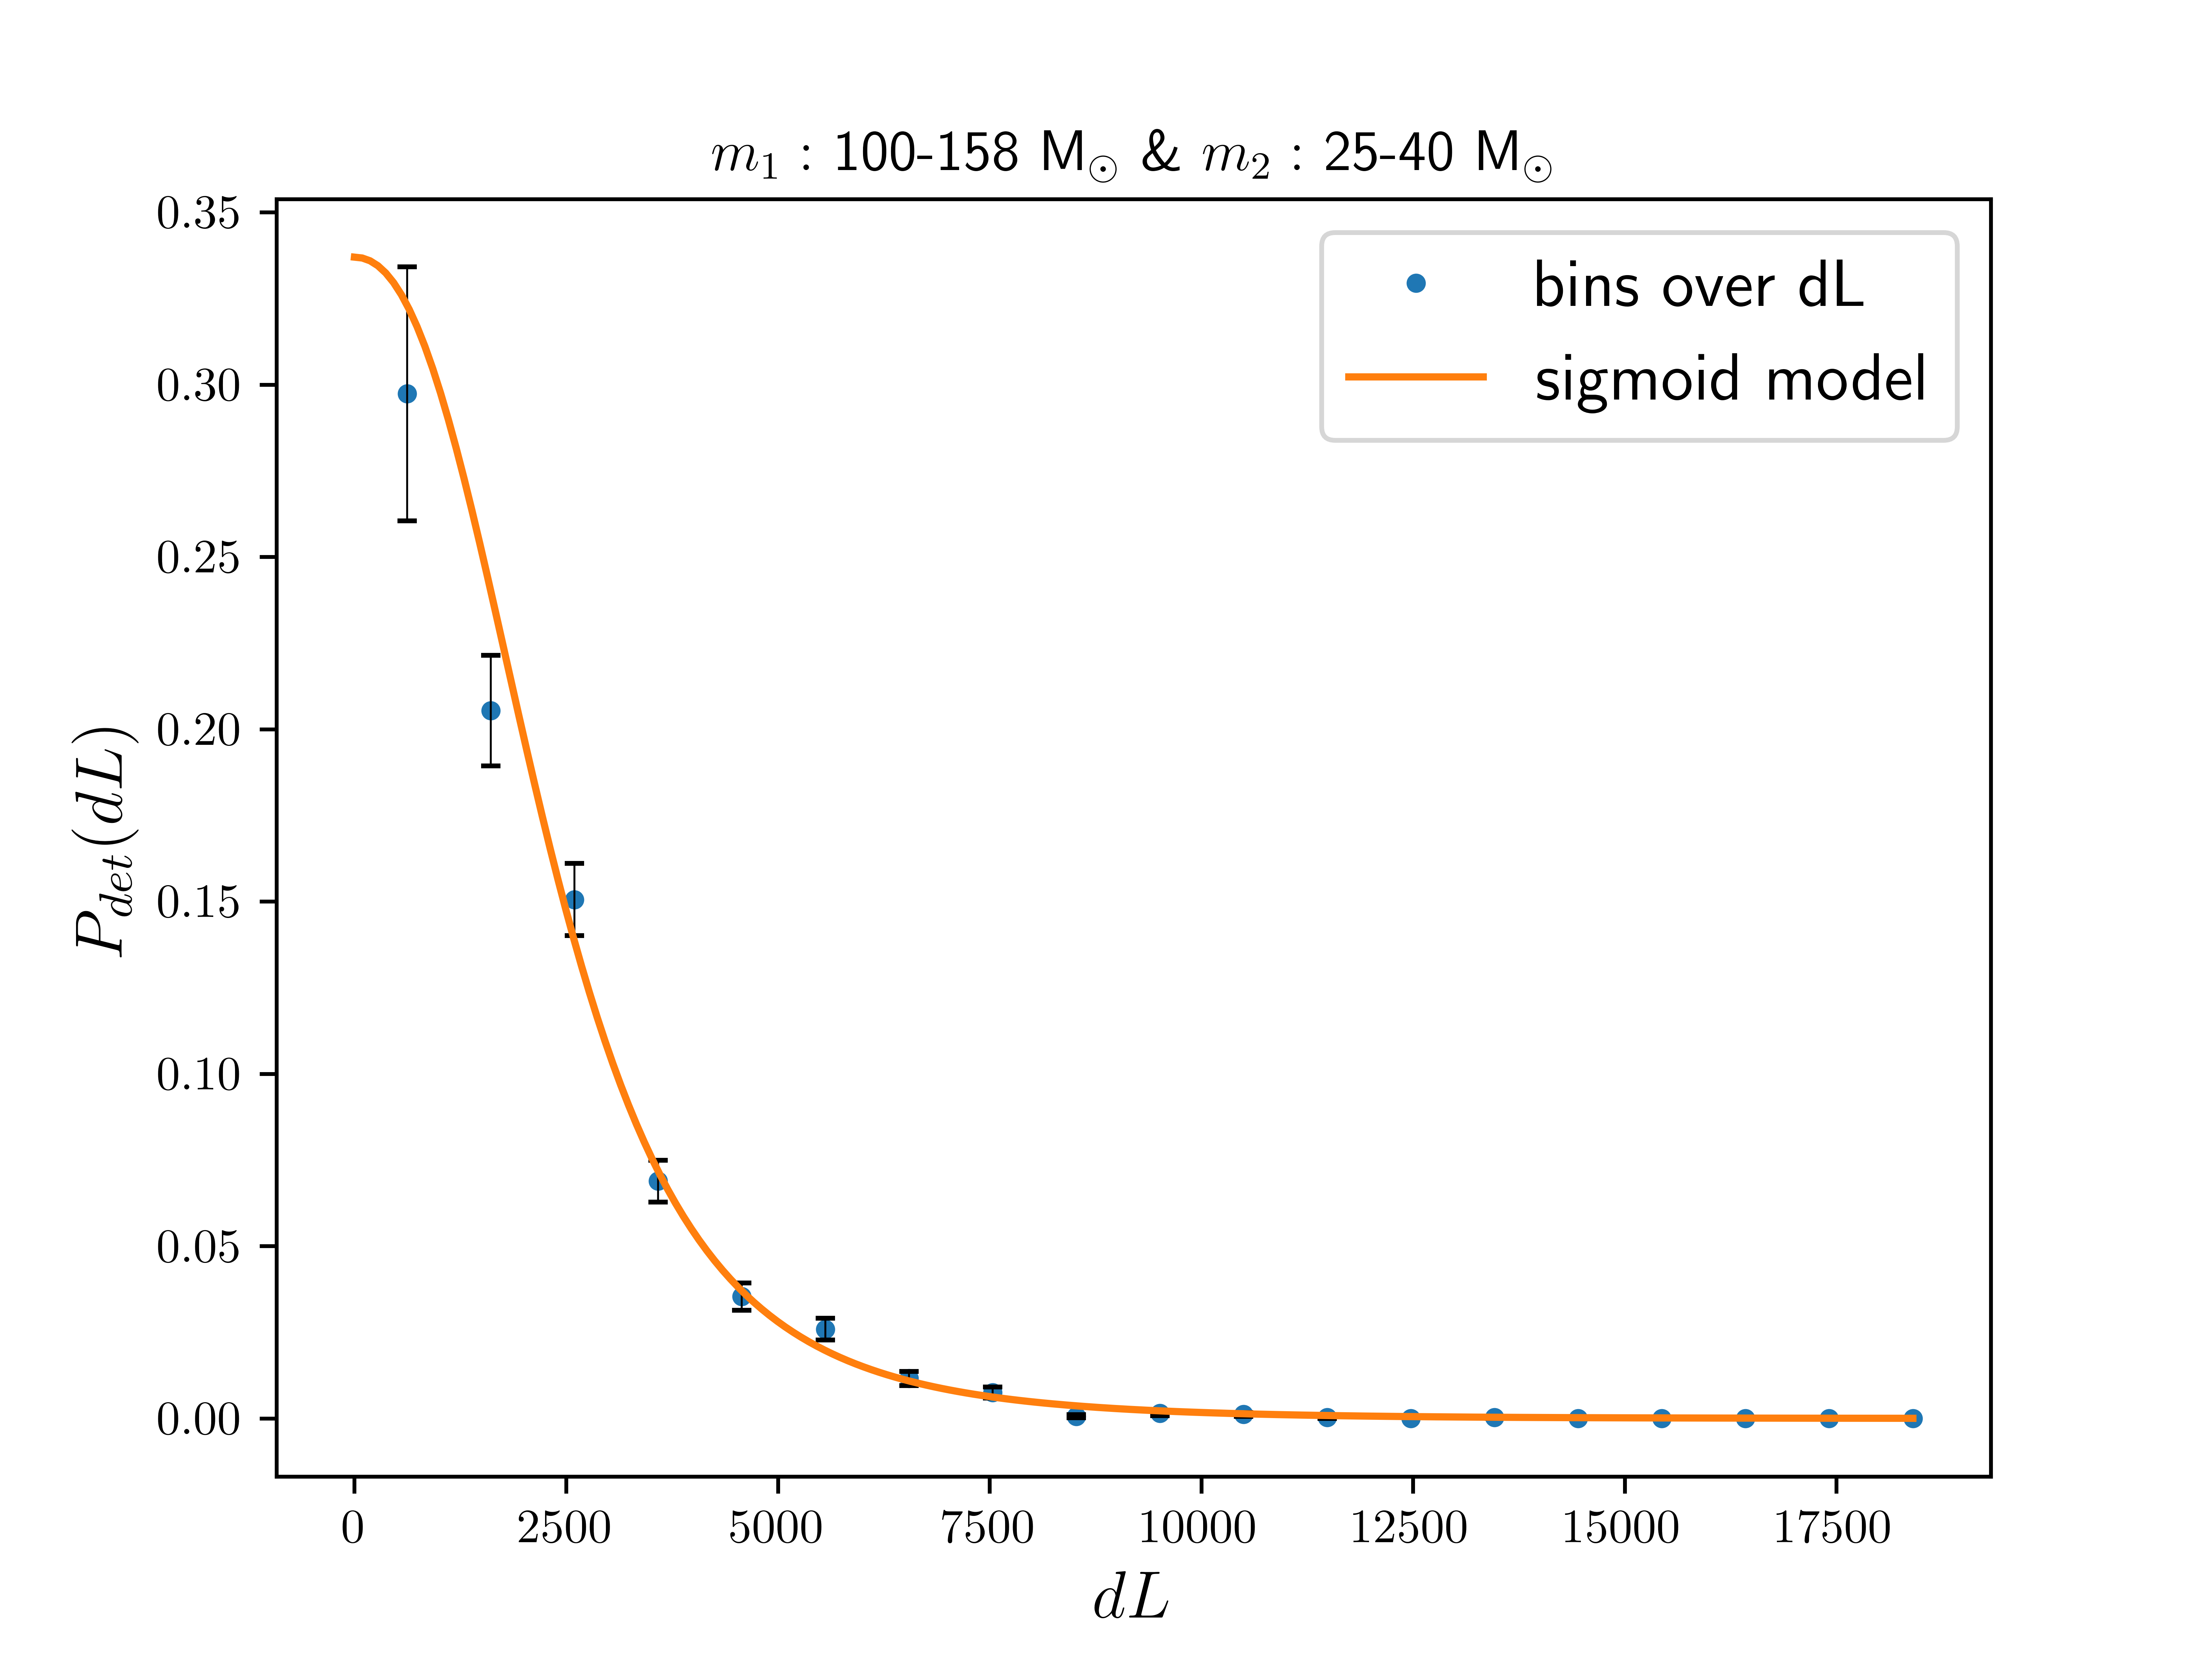 m₁ : 100-158 M⊙ & m₂ : 25-40 M⊙
0.35
0.30
0.25
0.20
0.15
0.10
0.05
0.00
P_det(dL)
bins over dL
sigmoid model
0 2500 5000 7500 10000 12500 15000 17500
dL